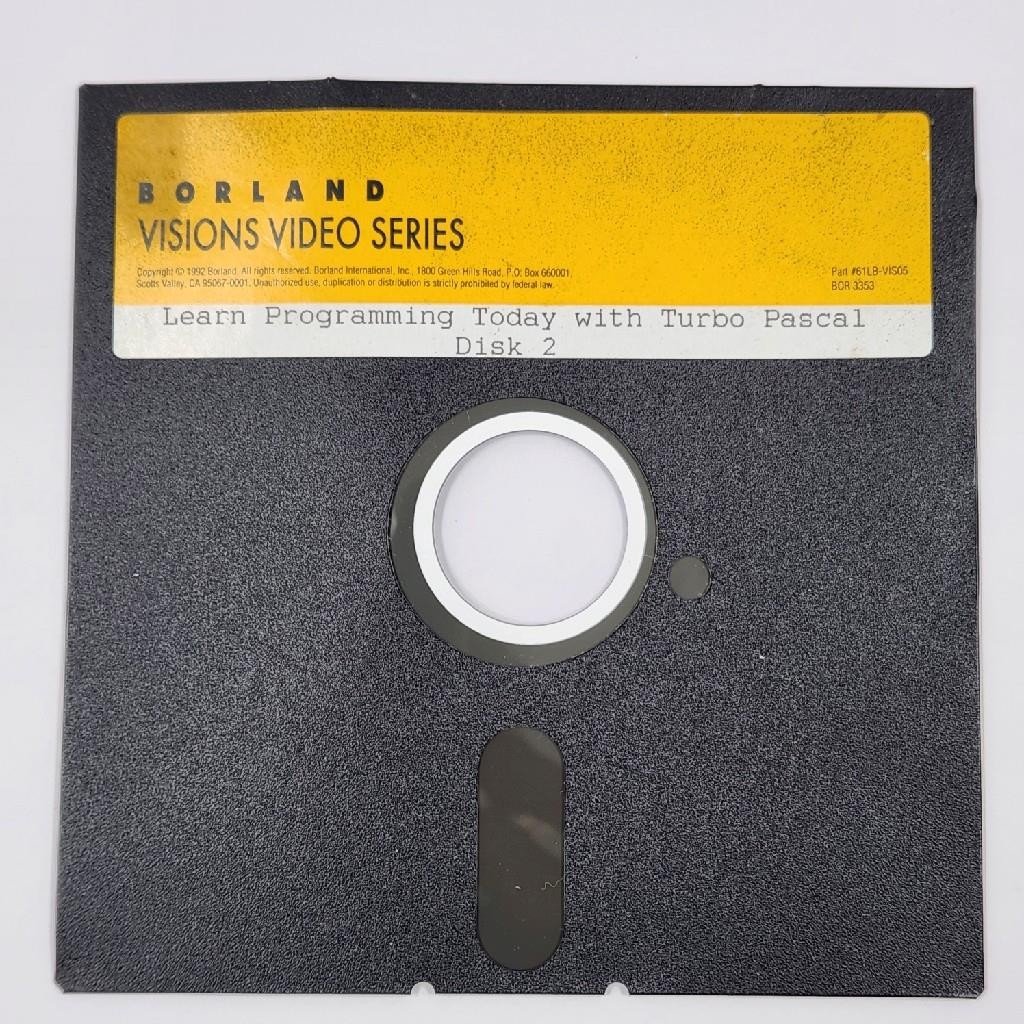 BORLAND
VISIONS VIDEO SERIES
Copyright © 1992 Borland. All rights reserved. Borland International, Inc., 1800 Green Hills Road, P.O. Box 660001,
Scotts Valley, CA 95067-0001. Unauthorized use, duplication or distribution is strictly prohibited by federal law.
Part #61LB-VIS05
BOR 3353
Learn Programming Today with Turbo Pascal
Disk 2